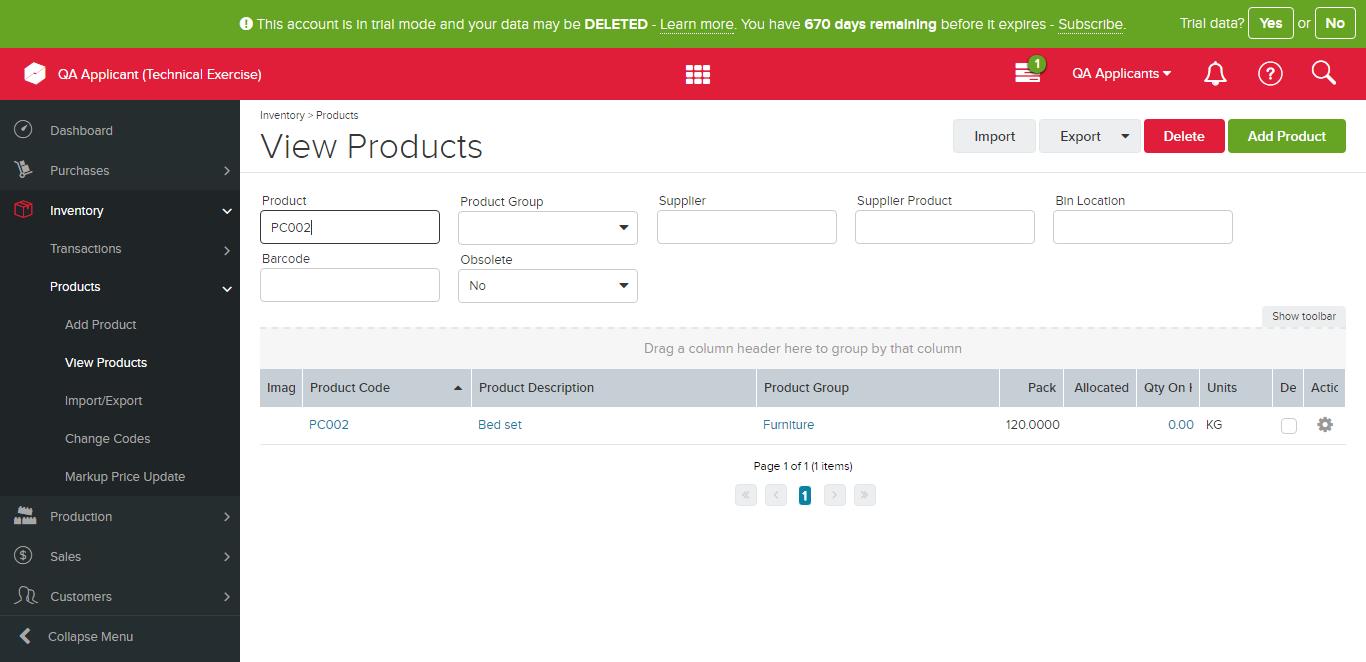 This account is in trial mode and your data may be DELETED - Learn more. You have 670 days remaining before it expires - Subscribe.
Trial data? Yes or No
QA Applicant (Technical Exercise)
1
QA Applicants
?
Dashboard
Purchases
Inventory
Transactions
Products
Add Product
View Products
Import/Export
Change Codes
Markup Price Update
Production
Sales
Customers
Collapse Menu
Inventory > Products
View Products
Import Export Delete Add Product
Product Product Group Supplier Supplier Product Bin Location
PC002
Barcode Obsolete
No
Show toolbar
Drag a column header here to group by that column
Imag Product Code Product Description Product Group Pack Allocated Qty On H Units De Actic
PC002 Bed set Furniture 120.0000 0.00 KG
Page 1 of 1 (1 items)
« ‹ 1 › »